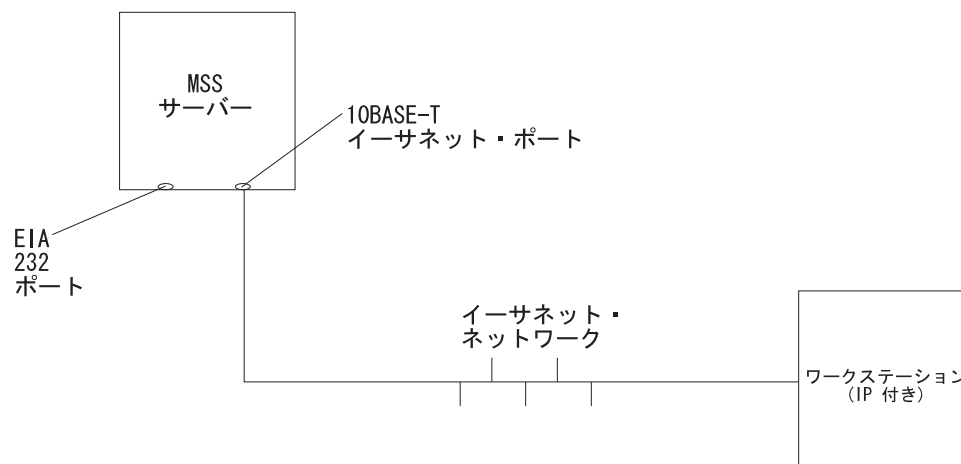 MSS
サーバー
10BASE-T
イーサネット・ポート
EIA
232
ポート
イーサネット・
ネットワーク
ワークステーション
(IP 付き)